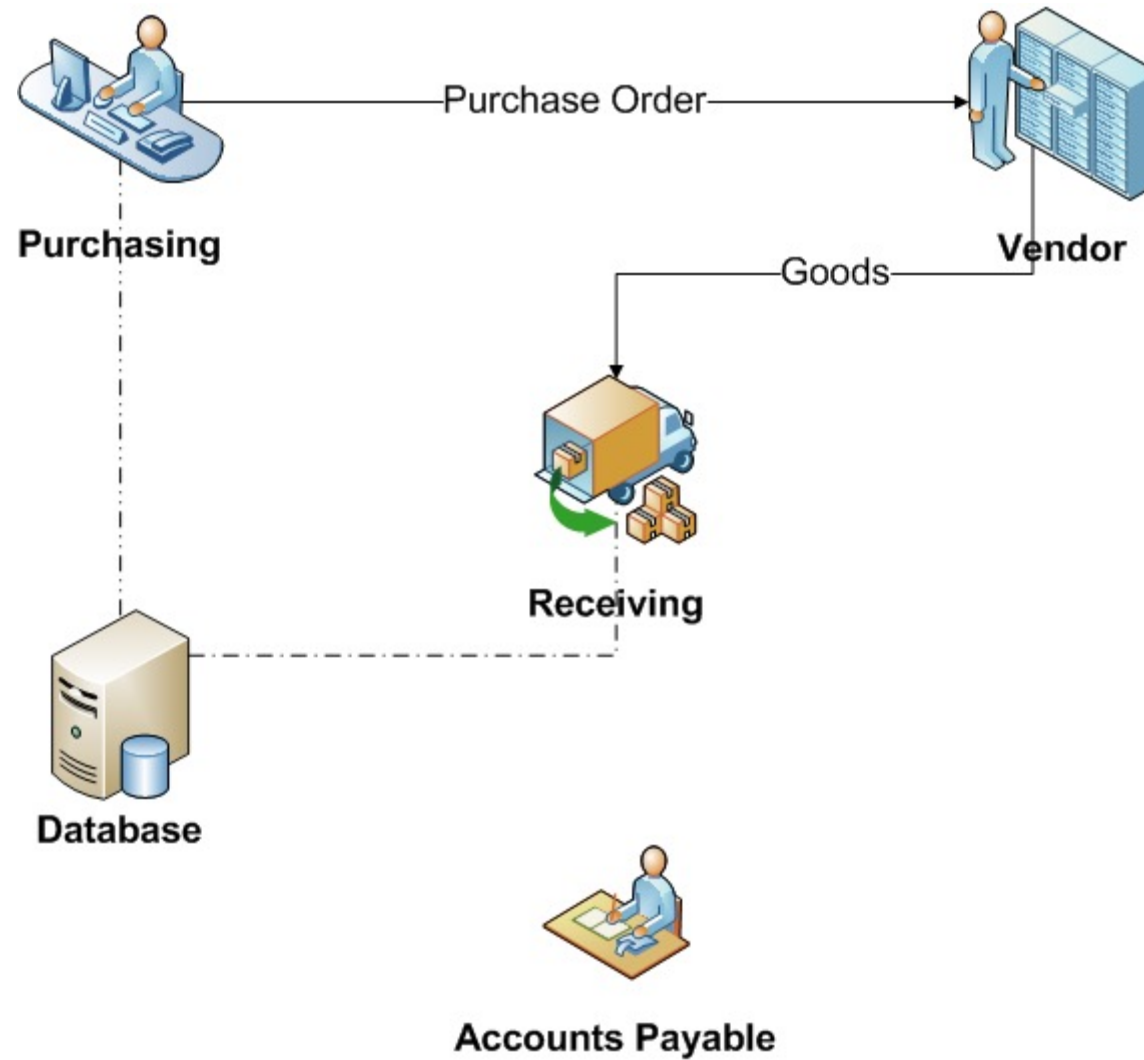 Purchase Order
Purchasing
Vendor
Goods
Receiving
Database
Accounts Payable